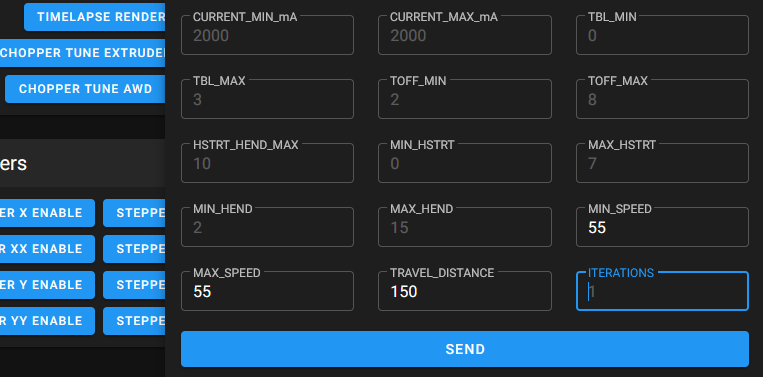 TIMELAPSE RENDER
CHOPPER TUNE EXTRUDE
CHOPPER TUNE AWD
ers
ER X ENABLE
STEPPE
R XX ENABLE
STEPPE
ER Y ENABLE
STEPPE
R YY ENABLE
STEPPE
CURRENT_MIN_mA
CURRENT_MAX_mA
TBL_MIN
2000
2000
0
TBL_MAX
TOFF_MIN
TOFF_MAX
3
2
8
HSTRT_HEND_MAX
MIN_HSTRT
MAX_HSTRT
10
0
7
MIN_HEND
MAX_HEND
MIN_SPEED
2
15
55
MAX_SPEED
TRAVEL_DISTANCE
ITERATIONS
55
150
1
SEND